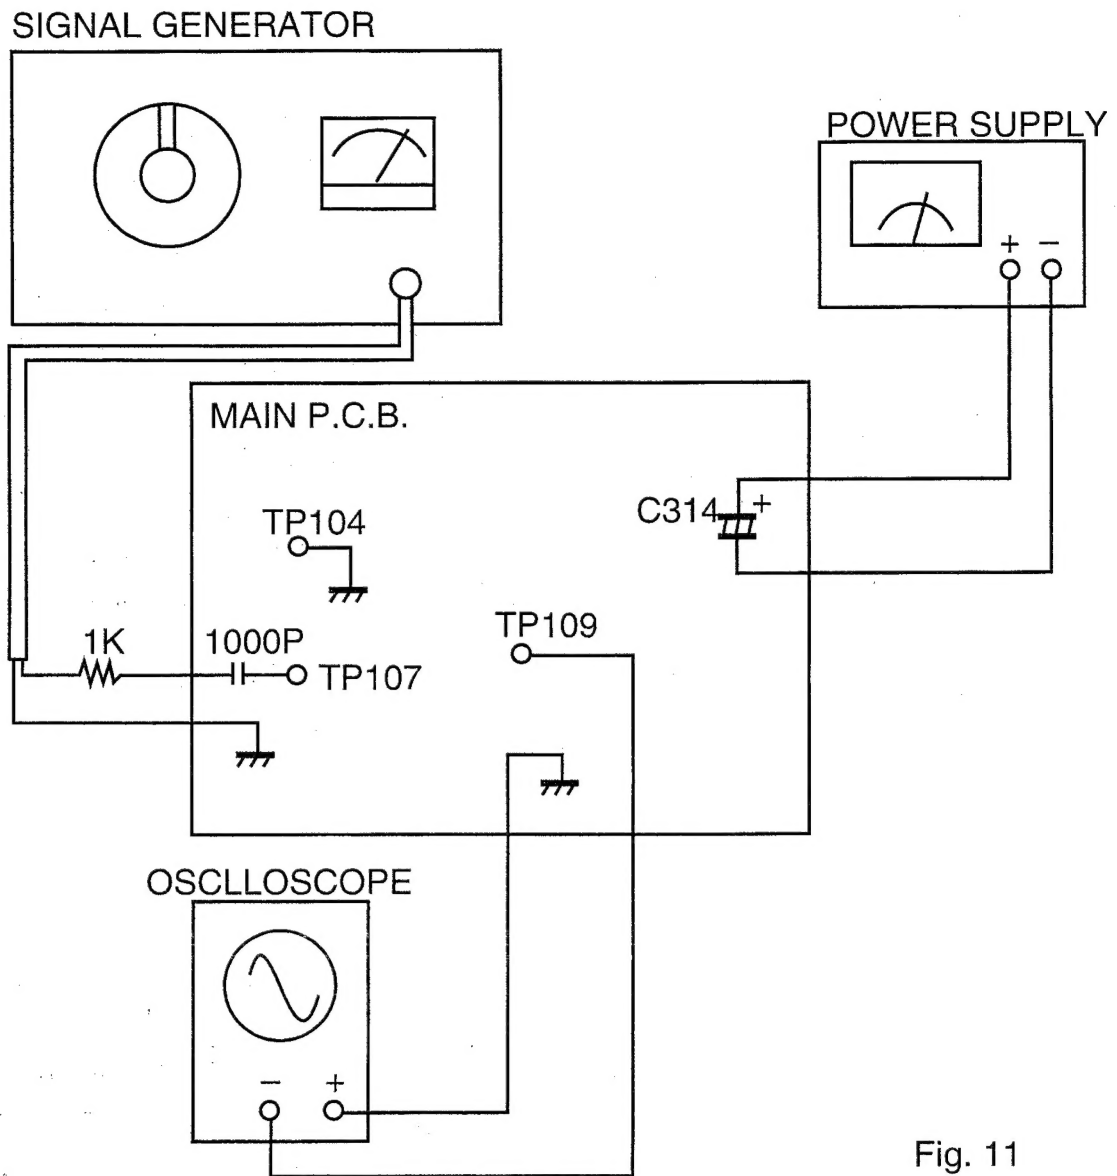 SIGNAL GENERATOR
POWER SUPPLY
+ −
MAIN P.C.B.
C314 +
TP104
TP109
1K 1000P
TP107
OSCLLOSCOPE
− +
Fig. 11